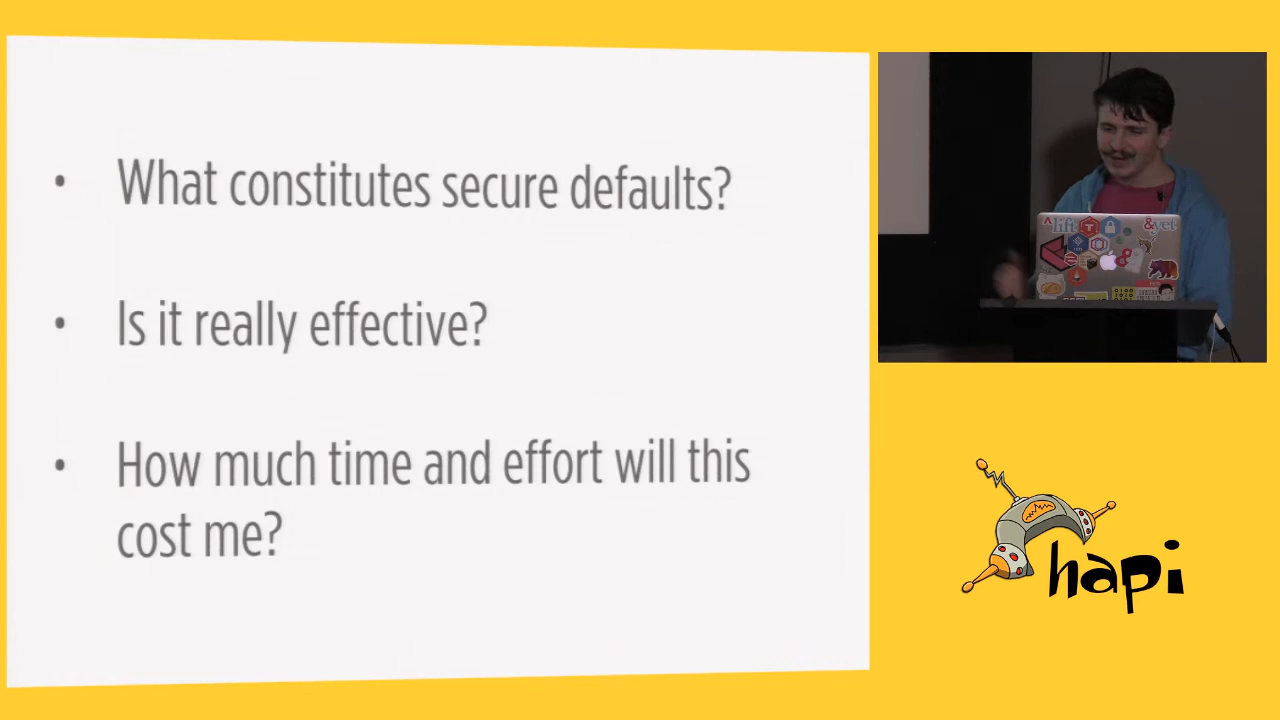 • What constitutes secure defaults?
• Is it really effective?
• How much time and effort will this
cost me?
^lift
&yet
&
hapi